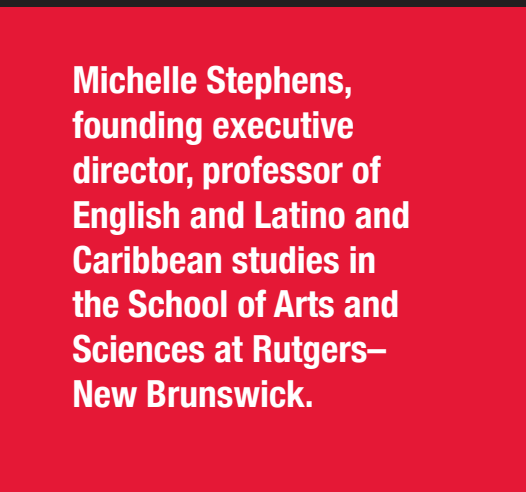 Michelle Stephens,
founding executive
director, professor of
English and Latino and
Caribbean studies in
the School of Arts and
Sciences at Rutgers–
New Brunswick.